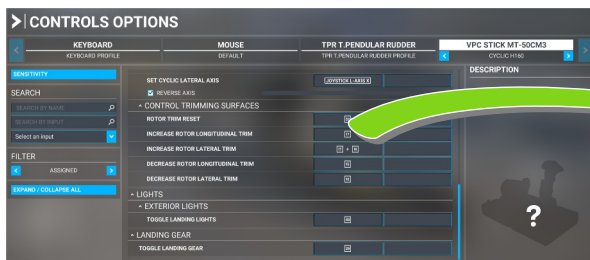 CONTROLS OPTIONS
KEYBOARD
KEYBOARD PROFILE
MOUSE
DEFAULT
TPR T.PENDULAR RUDDER
TPR T.PENDULAR RUDDER PROFILE
VPC STICK MT-50CM3
CYCLIC H160
SENSITIVITY
SEARCH
SEARCH BY NAME
SEARCH BY INPUT
Select an input
FILTER
ASSIGNED
EXPAND / COLLAPSE ALL
SET CYCLIC LATERAL AXIS
JOYSTICK L-AXIS X
REVERSE AXIS
CONTROL TRIMMING SURFACES
ROTOR TRIM RESET
INCREASE ROTOR LONGITUDINAL TRIM
INCREASE ROTOR LATERAL TRIM
DECREASE ROTOR LONGITUDINAL TRIM
DECREASE ROTOR LATERAL TRIM
LIGHTS
EXTERIOR LIGHTS
TOGGLE LANDING LIGHTS
LANDING GEAR
TOGGLE LANDING GEAR
DESCRIPTION
?